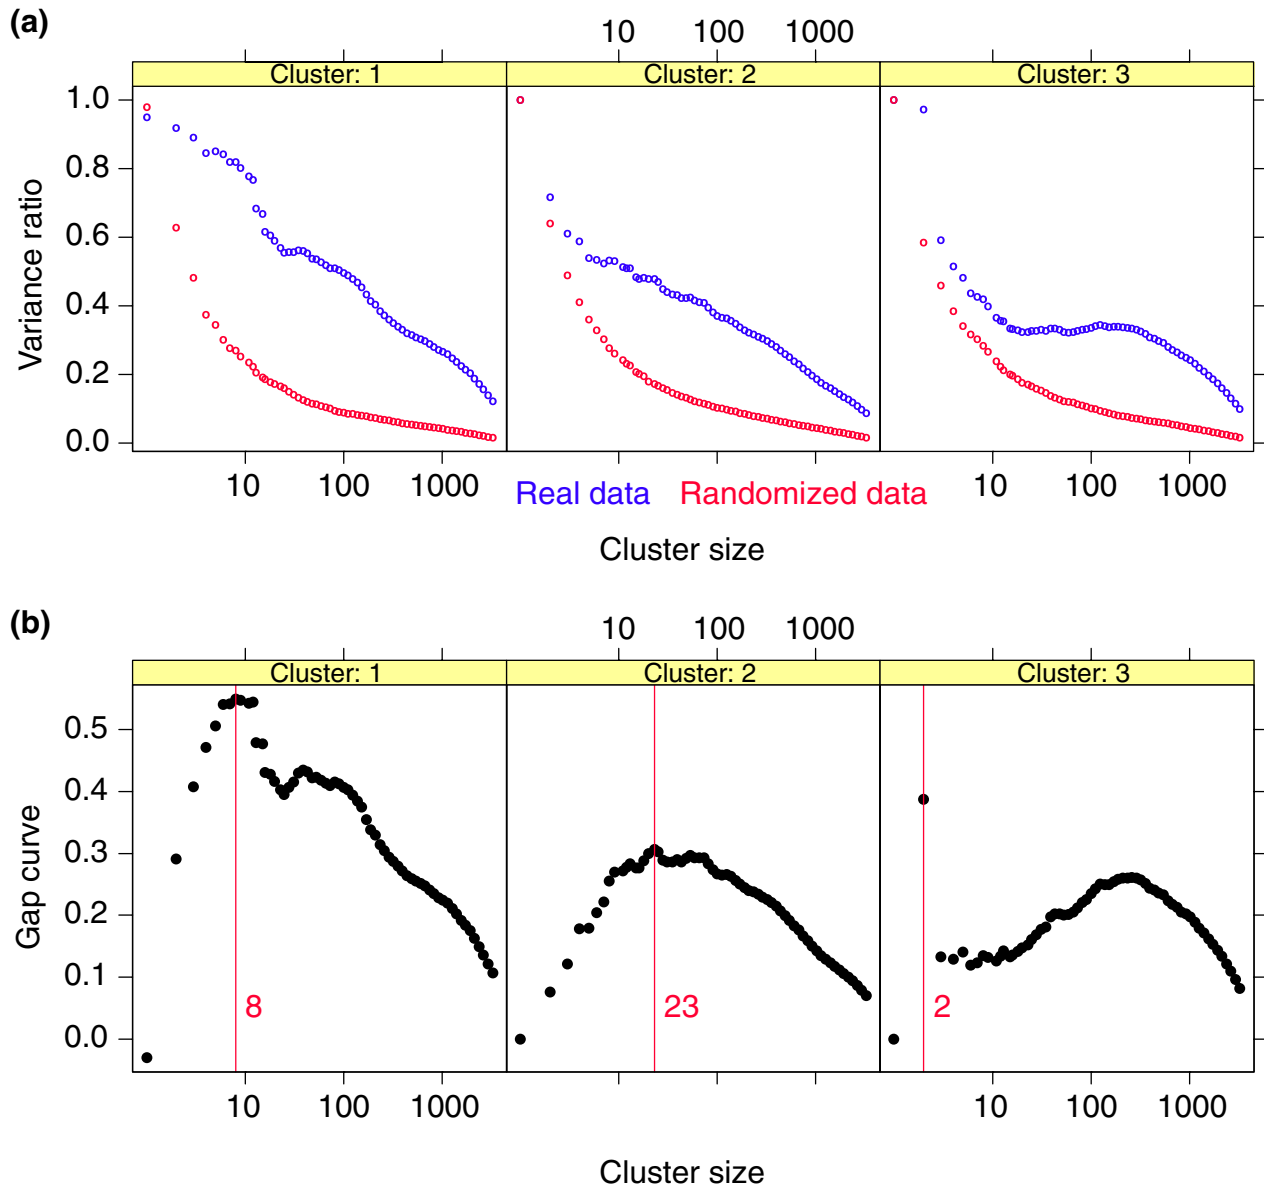 (a)
10 100 1000
Cluster: 1 Cluster: 2 Cluster: 3
Variance ratio
1.0
0.8
0.6
0.4
0.2
0.0
10 100 1000 10 100 1000
Real data Randomized data
Cluster size
(b)
10 100 1000
Cluster: 1 Cluster: 2 Cluster: 3
Gap curve
0.5
0.4
0.3
0.2
0.1
0.0
8 23 2
10 100 1000 10 100 1000
Cluster size